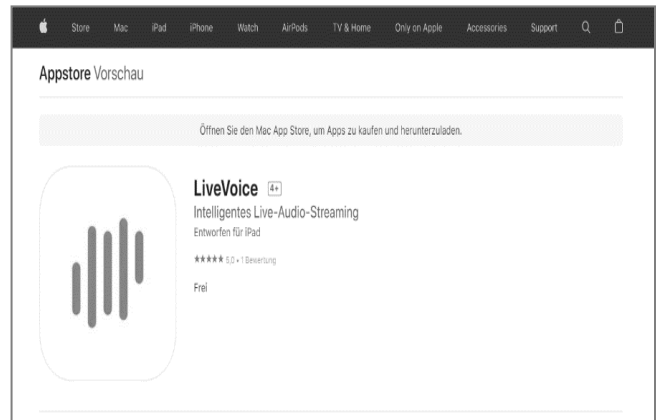 Store Mac iPad iPhone Watch AirPods TV & Home Only on Apple Accessories Support
Appstore Vorschau
Öffnen Sie den Mac App Store, um Apps zu kaufen und herunterzuladen.
LiveVoice 4+
Intelligentes Live-Audio-Streaming
Entworfen für iPad
★★★★★ 5,0 • 1 Bewertung
Frei